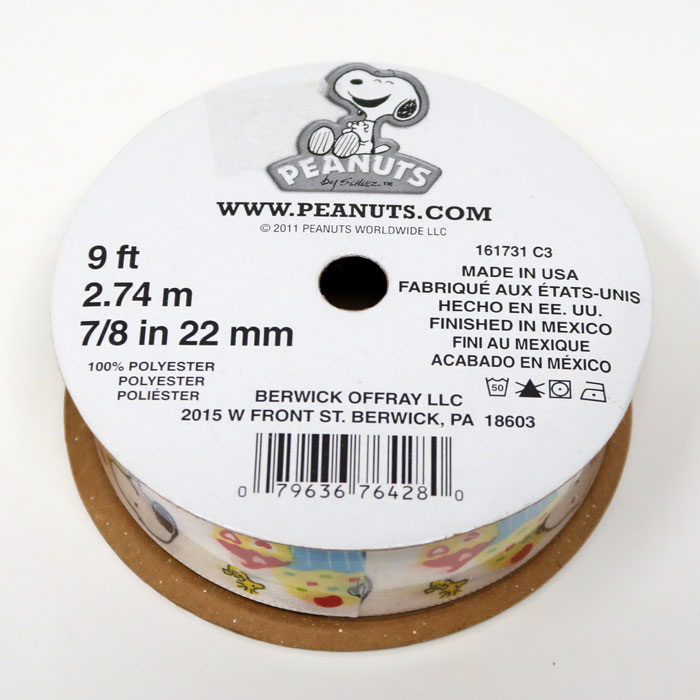 PEANUTS
by Schulz ™
WWW.PEANUTS.COM
© 2011 PEANUTS WORLDWIDE LLC
9 ft
2.74 m
7/8 in 22 mm
100% POLYESTER
POLYESTER
POLIÉSTER
161731 C3
MADE IN USA
FABRIQUÉ AUX ÉTATS-UNIS
HECHO EN EE. UU.
FINISHED IN MEXICO
FINI AU MEXIQUE
ACABADO EN MÉXICO
50
BERWICK OFFRAY LLC
2015 W FRONT ST. BERWICK, PA 18603
0 79636 76428 0